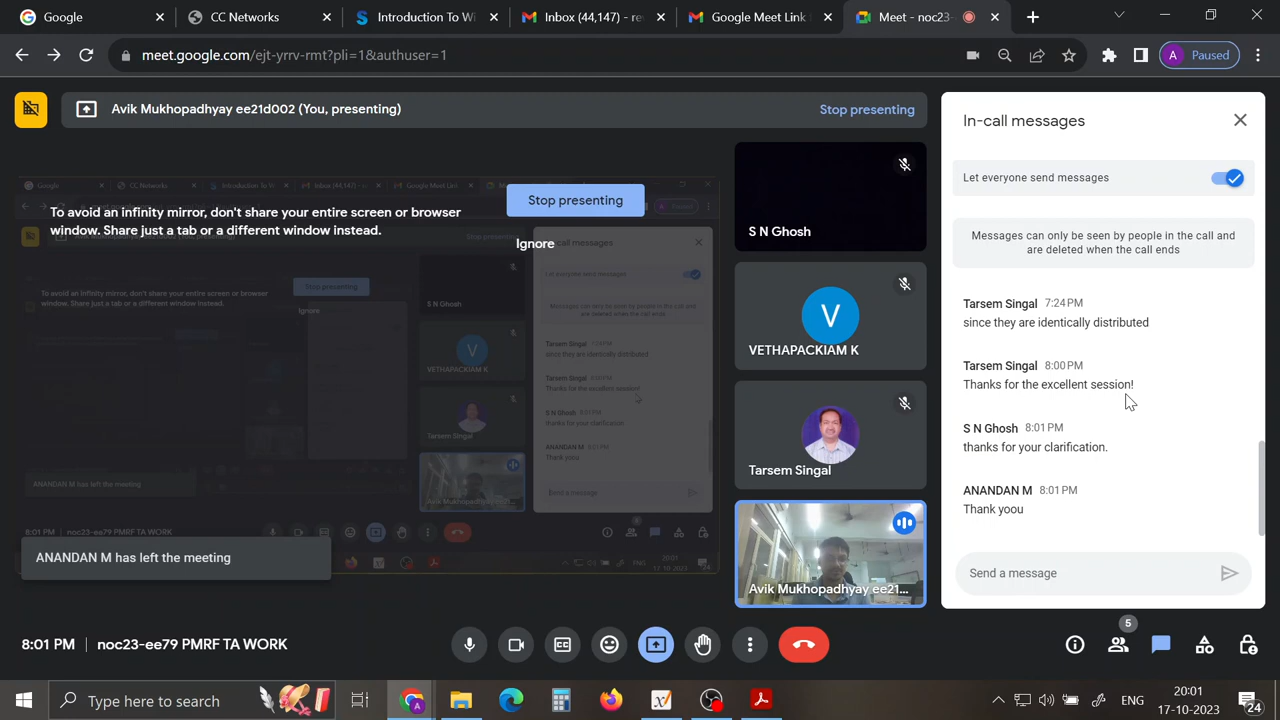 Google
CC Networks
Introduction To Wi
Inbox (44,147) - re
Google Meet Link
Meet - noc23-
meet.google.com/ejt-yrrv-rmt?pli=1&authuser=1
A Paused
Avik Mukhopadhyay ee21d002 (You, presenting)
Stop presenting
To avoid an infinity mirror, don't share your entire screen or browser
window. Share just a tab or a different window instead.
Stop presenting
Ignore
S N Ghosh
V
VETHAPACKIAM K
Tarsem Singal
Avik Mukhopadhyay ee21...
ANANDAN M has left the meeting
In-call messages
Let everyone send messages
Messages can only be seen by people in the call and
are deleted when the call ends
Tarsem Singal 7:24 PM
since they are identically distributed
Tarsem Singal 8:00 PM
Thanks for the excellent session!
S N Ghosh 8:01 PM
thanks for your clarification.
ANANDAN M 8:01 PM
Thank yoou
Send a message
8:01 PM | noc23-ee79 PMRF TA WORK
5
Type here to search
ENG
20:01
17-10-2023
24